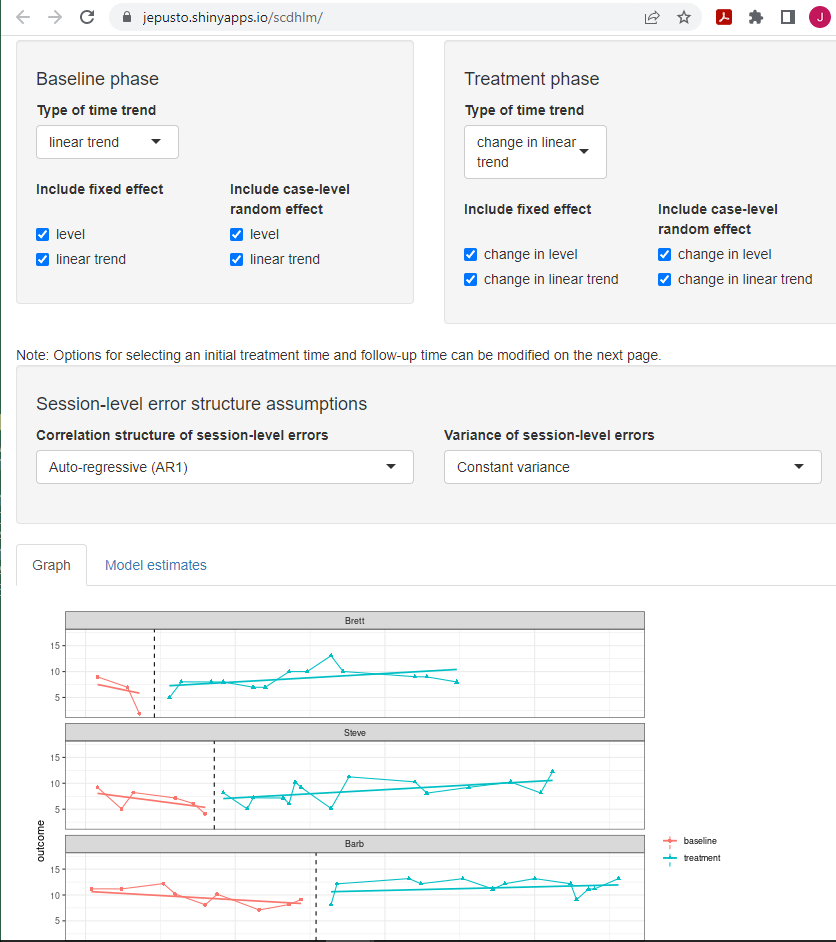 jepusto.shinyapps.io/scdhlm/
J
Baseline phase
Type of time trend
linear trend
Include fixed effect
Include case-level
random effect
level
level
linear trend
linear trend
Treatment phase
Type of time trend
change in linear
trend
Include fixed effect
Include case-level
random effect
change in level
change in level
change in linear trend
change in linear trend
Note: Options for selecting an initial treatment time and follow-up time can be modified on the next page.
Session-level error structure assumptions
Correlation structure of session-level errors
Variance of session-level errors
Auto-regressive (AR1)
Constant variance
Graph
Model estimates
Brett
15
10
5
Steve
15
10
5
outcome
Barb
15
10
5
baseline
treatment